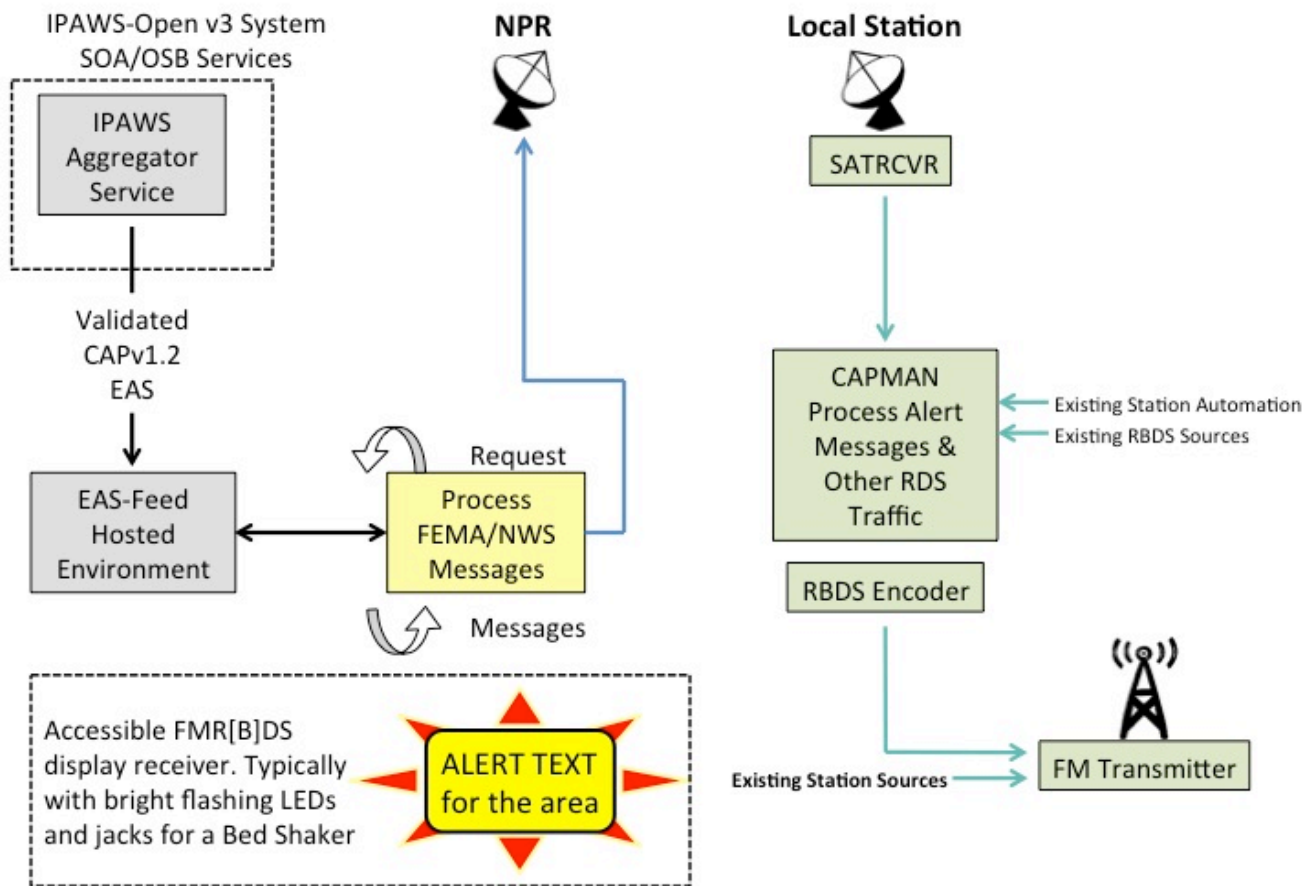 IPAWS-Open v3 System
SOA/OSB Services
IPAWS
Aggregator
Service
Validated
CAPv1.2
EAS
EAS-Feed
Hosted
Environment
NPR
Request
Process
FEMA/NWS
Messages
Messages
Local Station
SATRCVR
CAPMAN
Process Alert
Messages &
Other RDS
Traffic
Existing Station Automation
Existing RBDS Sources
RBDS Encoder
Existing Station Sources
FM Transmitter
Accessible FMR[B]DS
display receiver. Typically
with bright flashing LEDs
and jacks for a Bed Shaker
ALERT TEXT
for the area